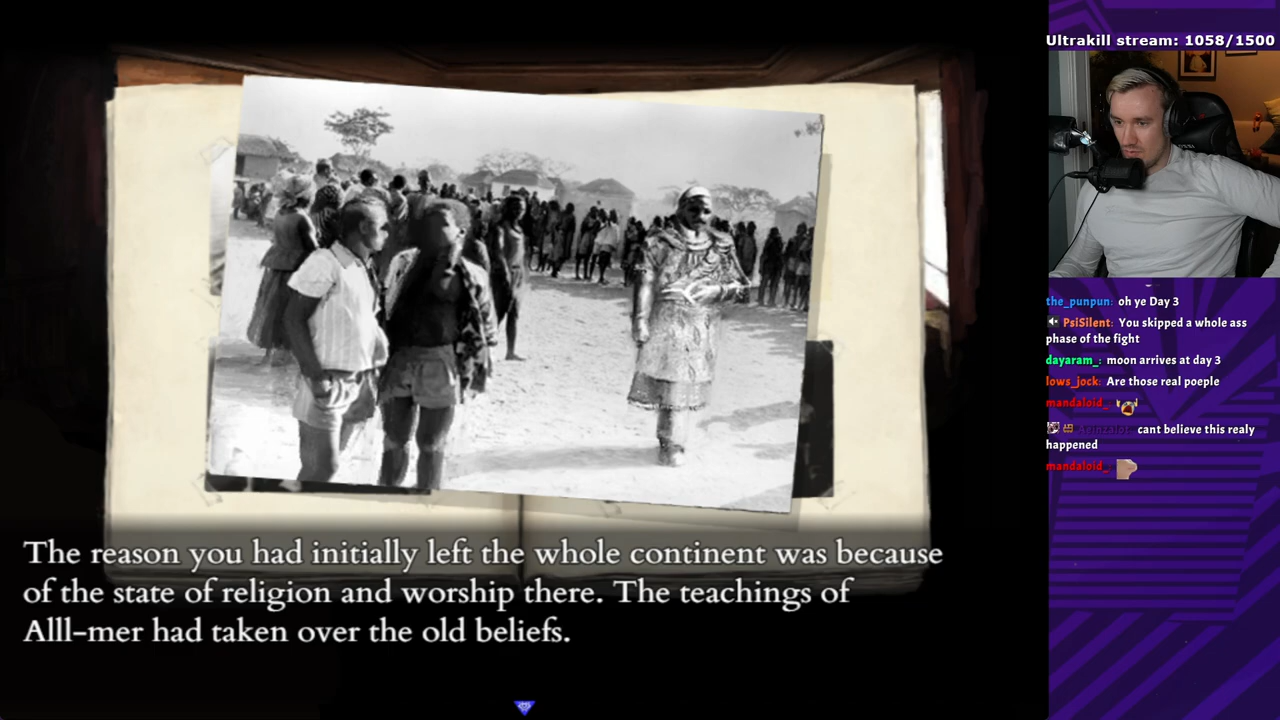 Ultrakill stream: 1058/1500
the_punpun: oh ye Day 3
PsiSilent: You skipped a whole ass
phase of the fight
dayaram_: moon arrives at day 3
lows_jock: Are those real poeple
mandaloid_:
cant believe this realy
happened
mandaloid_:
The reason you had initially left the whole continent was because
of the state of religion and worship there. The teachings of
Alll-mer had taken over the old beliefs.